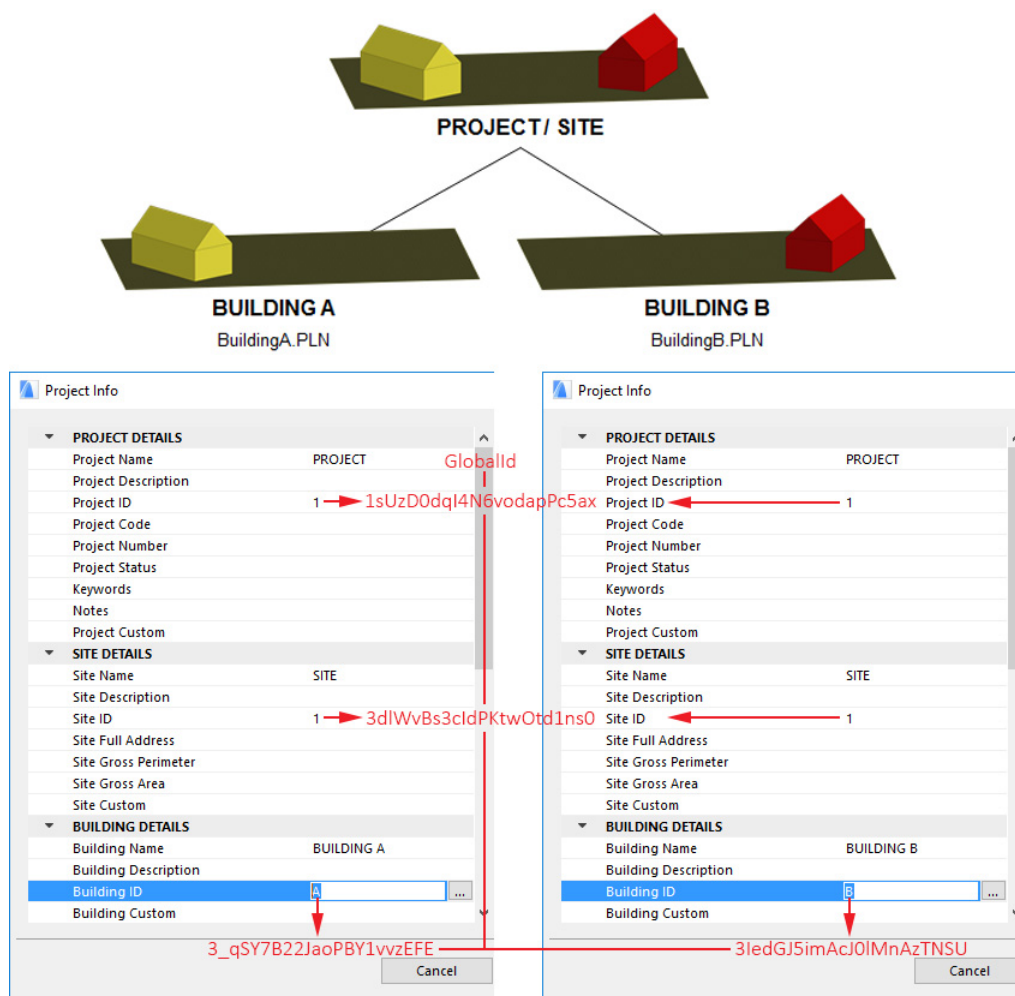 PROJECT/ SITE
BUILDING A
BuildingA.PLN
BUILDING B
BuildingB.PLN
Project Info
PROJECT DETAILS
Project Name PROJECT
Project Description
Project ID 1
Project Code
Project Number
Project Status
Keywords
Notes
Project Custom
SITE DETAILS
Site Name SITE
Site Description
Site ID 1
Site Full Address
Site Gross Perimeter
Site Gross Area
Site Custom
BUILDING DETAILS
Building Name BUILDING A
Building Description
Building ID A ...
Building Custom
Cancel
GlobalId
1sUzD0dqI4N6vodapPc5ax
3dlWvBs3cIdPKtwOtd1ns0
3_qSY7B22JaoPBY1vvzEFE
3IedGJ5imAcJ0lMnAzTNSU
Project Info
PROJECT DETAILS
Project Name PROJECT
Project Description
Project ID 1
Project Code
Project Number
Project Status
Keywords
Notes
Project Custom
SITE DETAILS
Site Name SITE
Site Description
Site ID 1
Site Full Address
Site Gross Perimeter
Site Gross Area
Site Custom
BUILDING DETAILS
Building Name BUILDING B
Building Description
Building ID B ...
Building Custom
Cancel